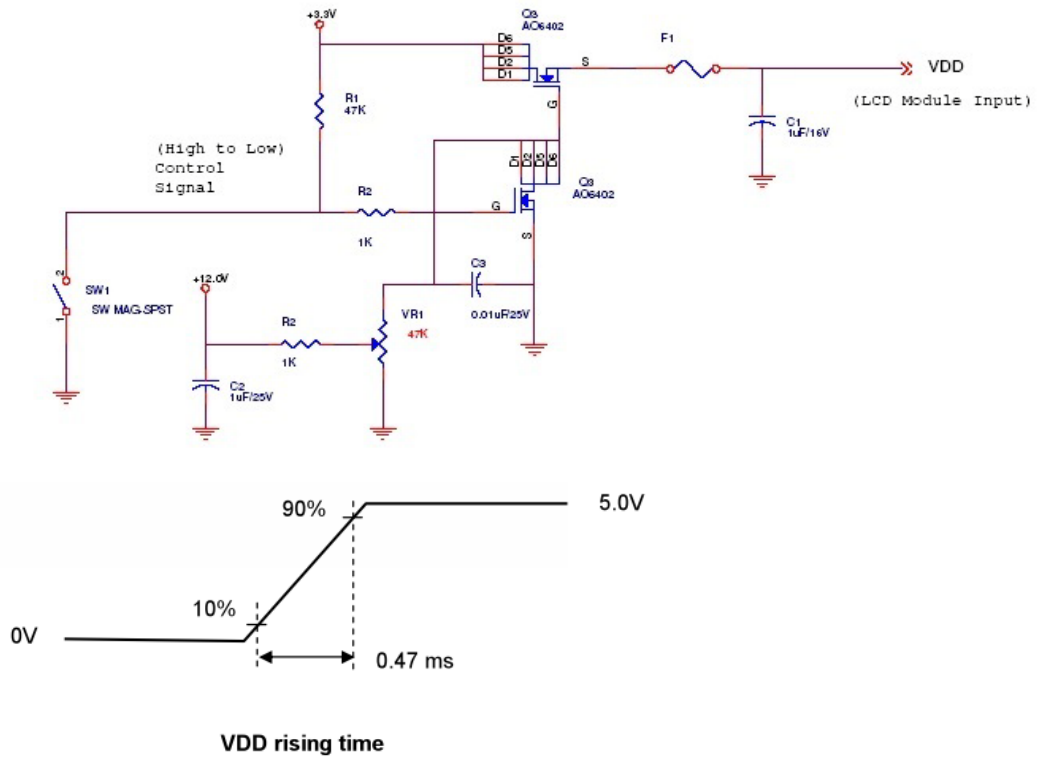 +3.3V
Q3
AO6402
D6
D5
D2
D1
S
G
F1
VDD
(LCD Module Input)
C1
1uF/16V
R1
47K
(High to Low)
Control
Signal
R2
1K
G
D1
D2
D5
D6
Q3
AO6402
S
2
SW1
SW MAG-SPST
1
+12.0V
R2
1K
C2
1uF/25V
VR1
47K
C3
0.01uF/25V
90%
5.0V
10%
0V
0.47 ms
VDD rising time